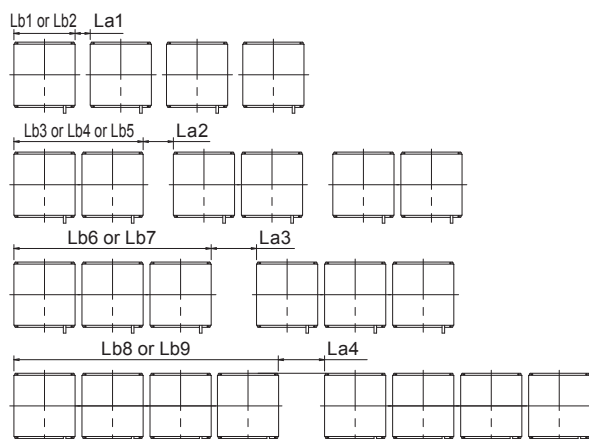 Lb1 or Lb2 La1
Lb3 or Lb4 or Lb5 La2
Lb6 or Lb7 La3
Lb8 or Lb9 La4